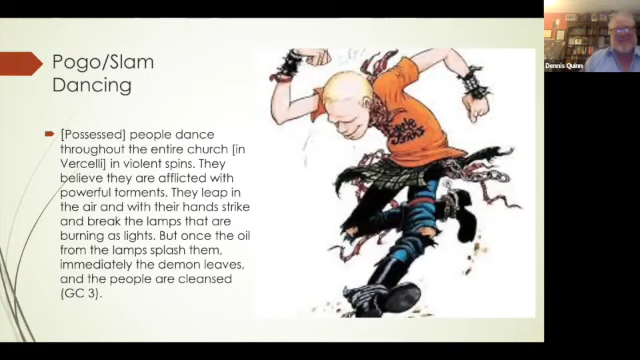 Pogo/Slam
Dancing
[Possessed] people dance
throughout the entire church [in
Vercelli] in violent spins. They
believe they are afflicted with
powerful torments. They leap in
the air and with their hands strike
and break the lamps that are
burning as lights. But once the oil
from the lamps splash them,
immediately the demon leaves,
and the people are cleansed
(GC 3).
Circle
Jerks
Dennis Quinn